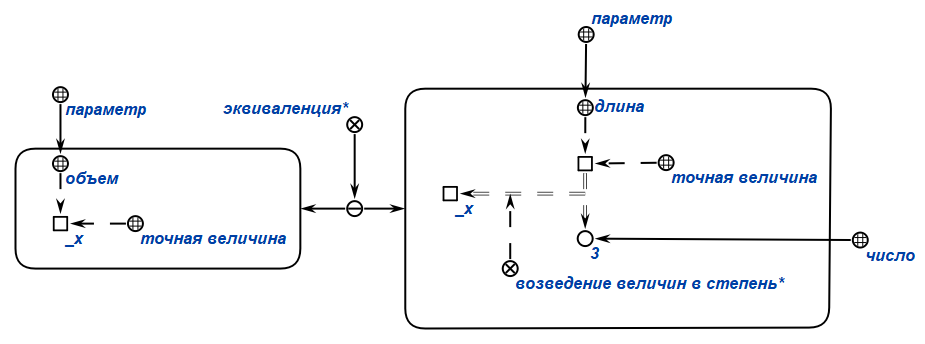 параметр
параметр
эквиваленция*
длина
объем
точная величина
_x
_x
точная величина
3
число
возведение величин в степень*